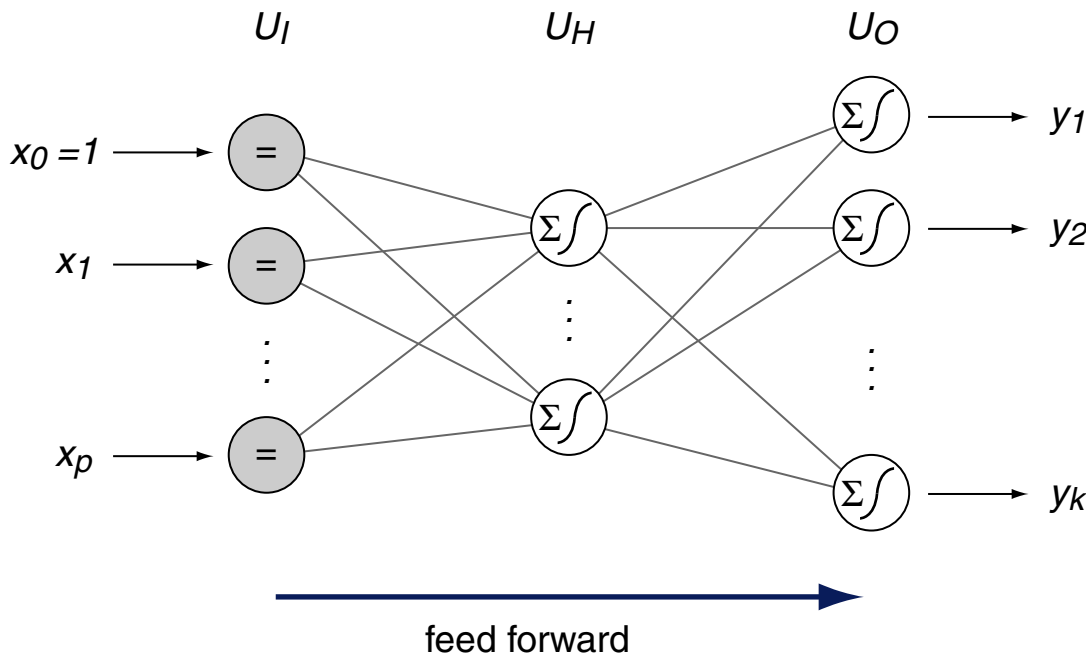 U_I U_H U_O
x_0 =1 = Σ∫ y_1
x_1 = Σ∫ Σ∫ y_2
⋮ ⋮ ⋮
x_p = Σ∫ Σ∫ y_k
feed forward